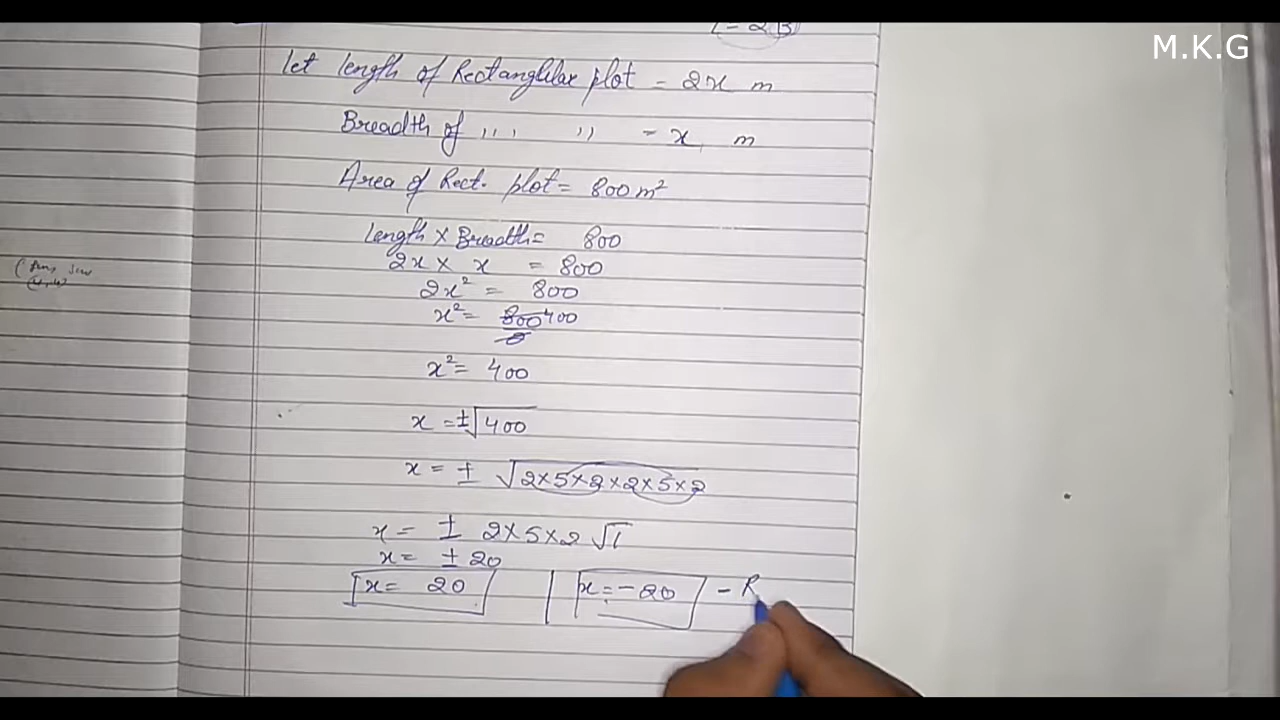 M.K.G
Let length of Rectanglular plot = 2x m
Breadth of ,, , ,, = x, m
Area of Rect. plot = 800 m²
Length × Breadth = 800
2x × x = 800
2x² = 800
x² = 800 400
2
x² = 400
x = ±√400
x = ± √2×5×2×2×5×2
x = ± 2×5×2 √1
x = ± 20
x = 20 | x = -20 - R